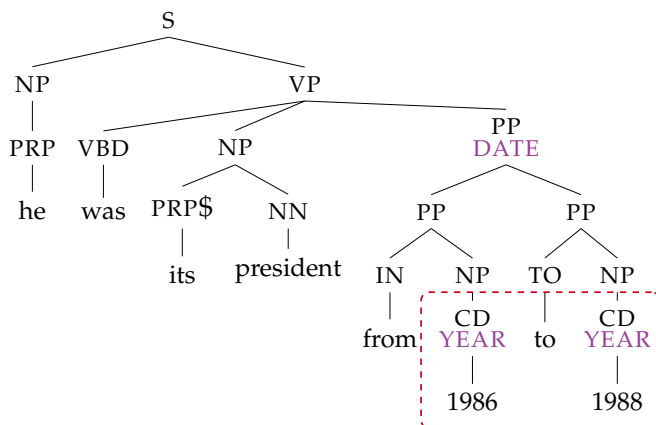 S
NP VP
PP
PRP VBD NP DATE
he was PRP$ NN PP PP
its president IN NP TO NP
from CD to CD
YEAR YEAR
1986 1988